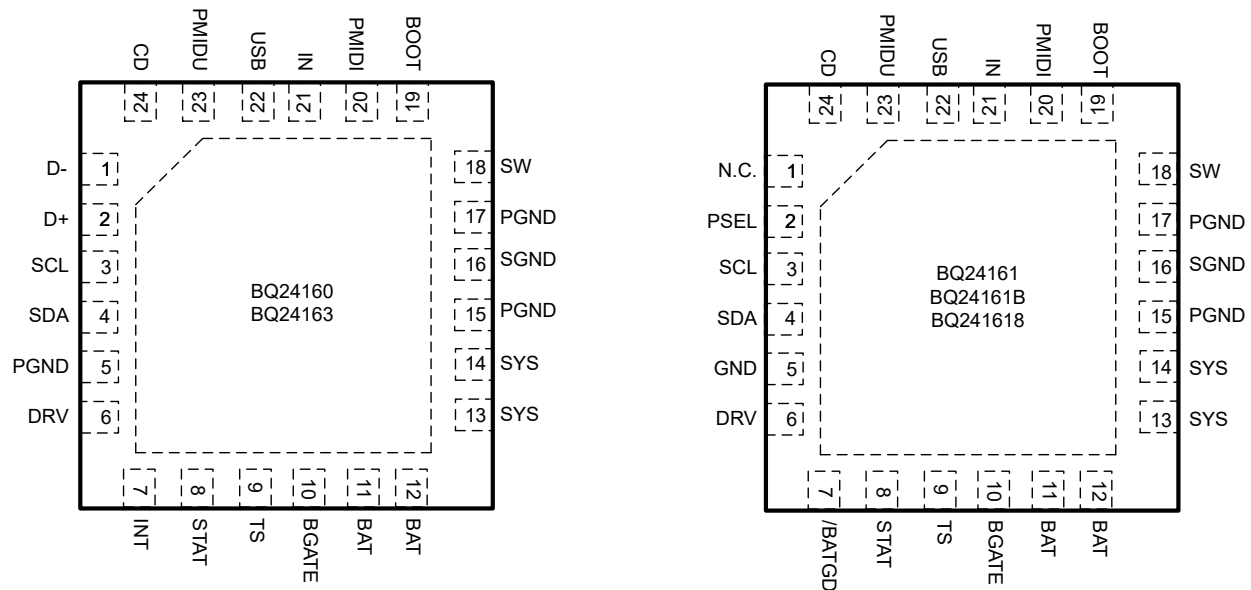 CD PMIDU USB IN PMIDI BOOT
24 23 22 21 20 19
D- 1
D+ 2
SCL 3
SDA 4
PGND 5
DRV 6
BQ24160
BQ24163
18 SW
17 PGND
16 SGND
15 PGND
14 SYS
13 SYS
7 8 9 10 11 12
INT STAT TS BGATE BAT BAT
CD PMIDU USB IN PMIDI BOOT
24 23 22 21 20 19
N.C. 1
PSEL 2
SCL 3
SDA 4
GND 5
DRV 6
BQ24161
BQ24161B
BQ241618
18 SW
17 PGND
16 SGND
15 PGND
14 SYS
13 SYS
7 8 9 10 11 12
/BATGD STAT TS BGATE BAT BAT